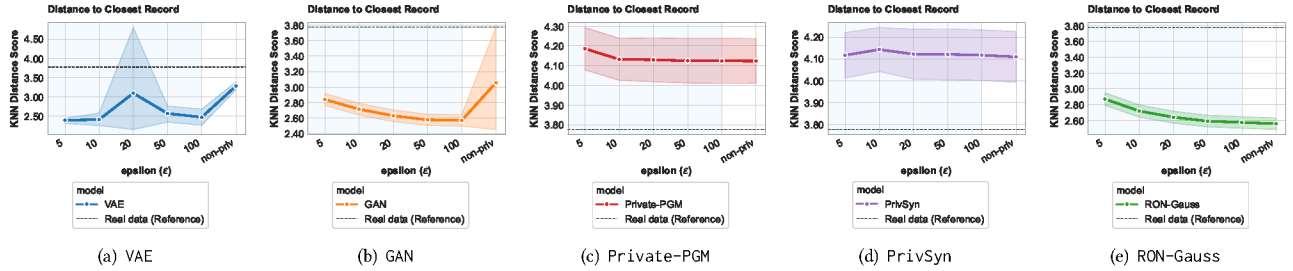 Distance to Closest Record
KNN Distance Score
4.50
4.00
3.50
3.00
2.50
5
10
20
50
100
non-priv
epsilon (ε)
model
VAE
Real data (Reference)
(a) VAE
Distance to Closest Record
KNN Distance Score
3.80
3.60
3.40
3.20
3.00
2.80
2.60
2.40
5
10
20
50
100
non-priv
epsilon (ε)
model
GAN
Real data (Reference)
(b) GAN
Distance to Closest Record
KNN Distance Score
4.30
4.20
4.10
4.00
3.90
3.80
5
10
20
50
100
non-priv
epsilon (ε)
model
Private-PGM
Real data (Reference)
(c) Private-PGM
Distance to Closest Record
KNN Distance Score
4.20
4.10
4.00
3.90
3.80
5
10
20
50
100
non-priv
epsilon (ε)
model
PrivSyn
Real data (Reference)
(d) PrivSyn
Distance to Closest Record
KNN Distance Score
3.80
3.60
3.40
3.20
3.00
2.80
2.60
5
10
20
50
100
non-priv
epsilon (ε)
model
RON-Gauss
Real data (Reference)
(e) RON-Gauss